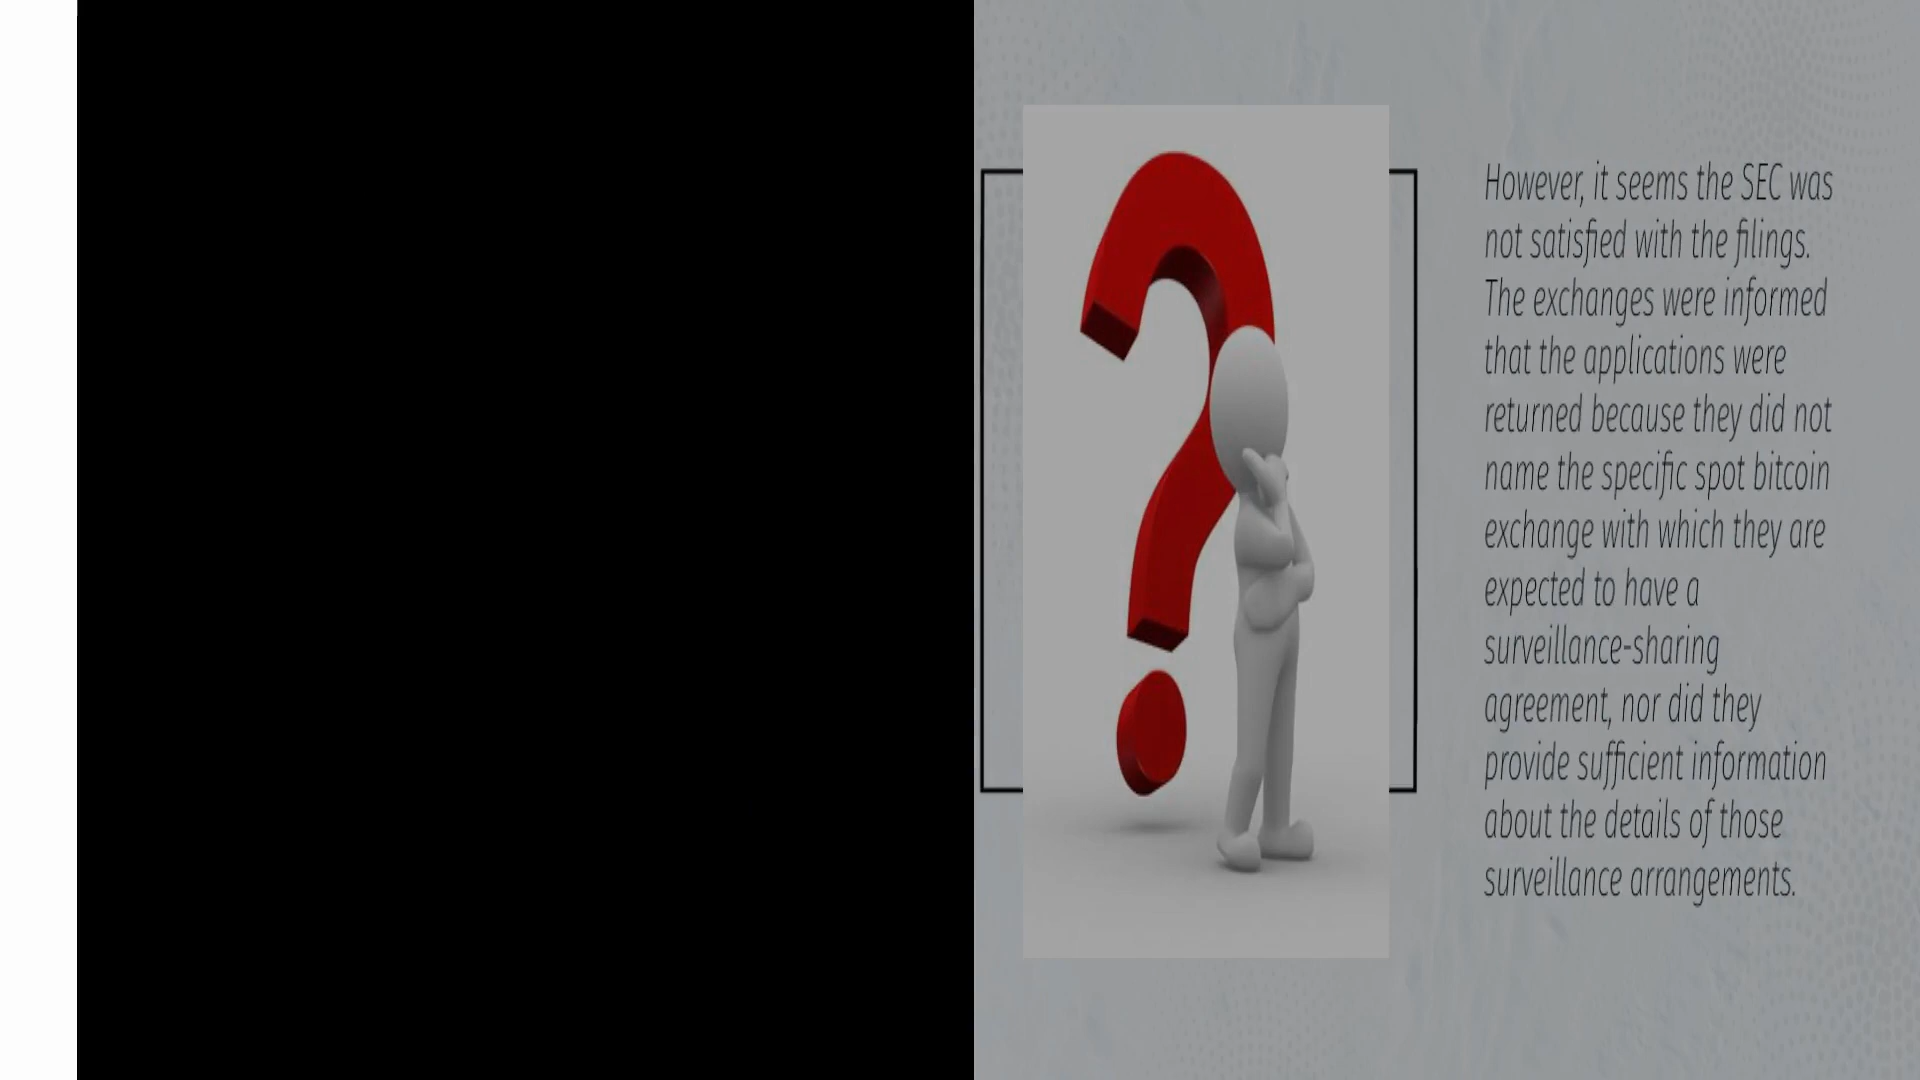 However, it seems the SEC was
not satisfied with the filings.
The exchanges were informed
that the applications were
returned because they did not
name the specific spot bitcoin
exchange with which they are
expected to have a
surveillance-sharing
agreement, nor did they
provide sufficient information
about the details of those
surveillance arrangements.